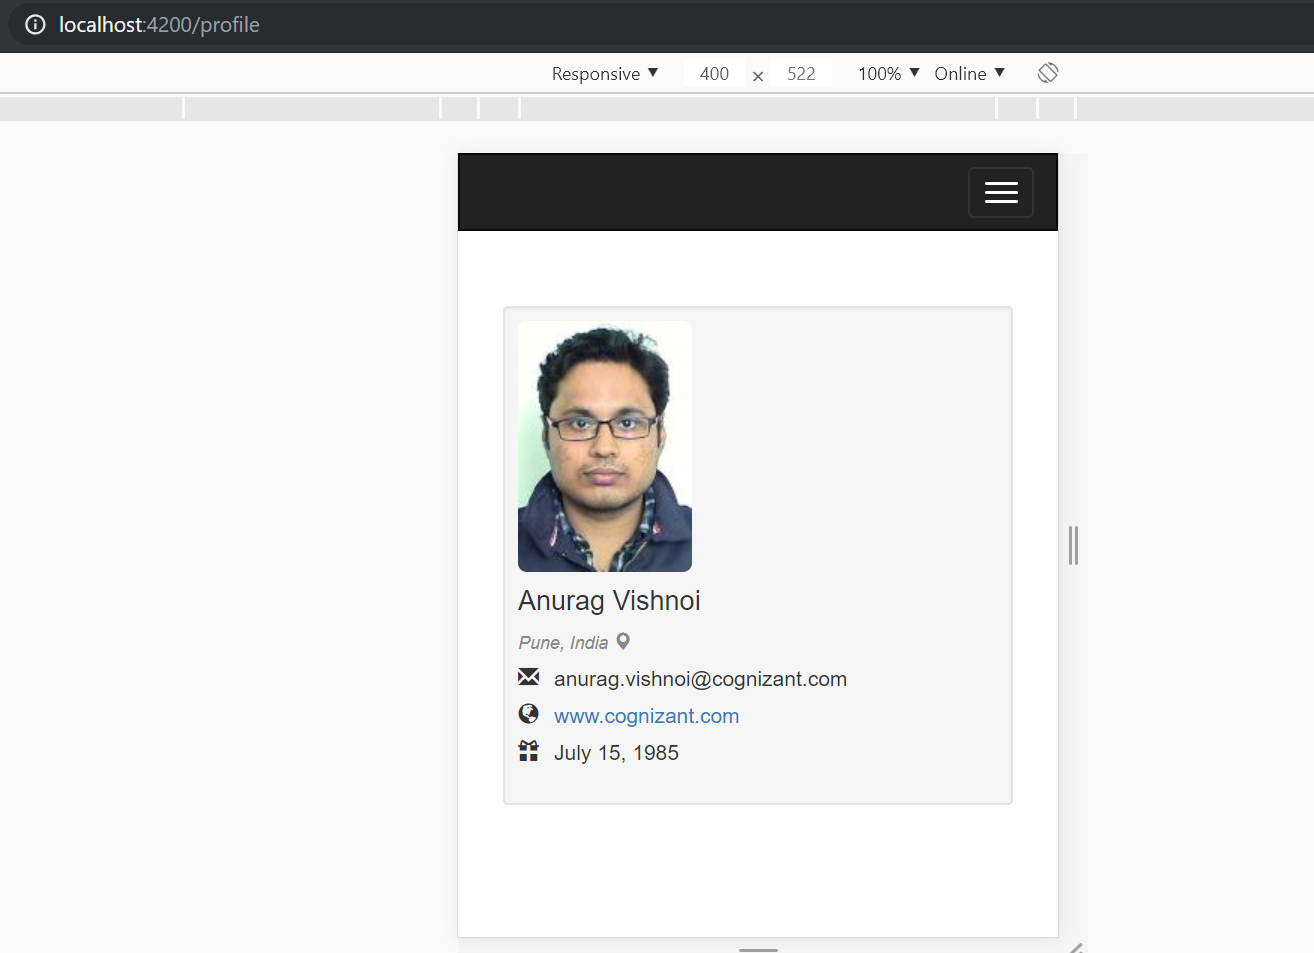 localhost:4200/profile
Responsive ▼ 400 × 522 100% ▼ Online ▼
Anurag Vishnoi
Pune, India
anurag.vishnoi@cognizant.com
www.cognizant.com
July 15, 1985